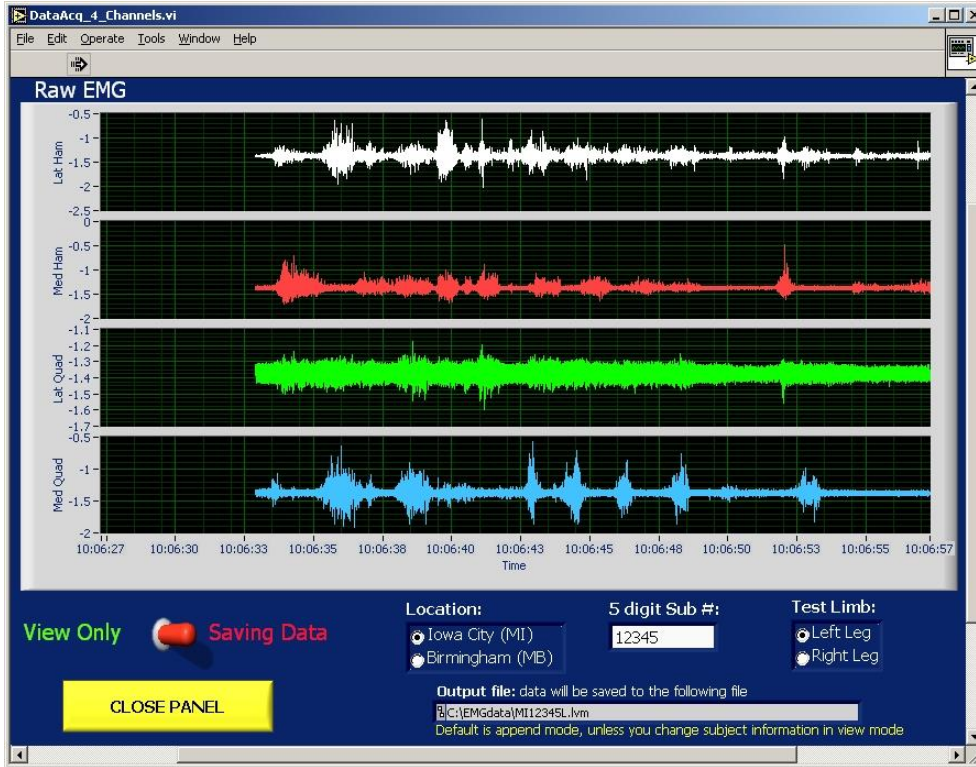 DataAcq_4_Channels.vi
File Edit Operate Tools Window Help
Raw EMG
-0.5
-1
-1.5
-2
-2.5
Lat Ham
0
-0.5
-1
-1.5
-2
Med Ham
-1.1
-1.2
-1.3
-1.4
-1.5
-1.6
-1.7
Lat Quad
-0.5
-1
-1.5
-2
Med Quad
10:06:27 10:06:30 10:06:33 10:06:35 10:06:38 10:06:40 10:06:43 10:06:45 10:06:48 10:06:50 10:06:53 10:06:55 10:06:57
Time
View Only Saving Data
CLOSE PANEL
Location:
Iowa City (MI)
Birmingham (MB)
5 digit Sub #:
12345
Test Limb:
Left Leg
Right Leg
Output file: data will be saved to the following file
C:\EMGdata\MI12345L.lvm
Default is append mode, unless you change subject information in view mode